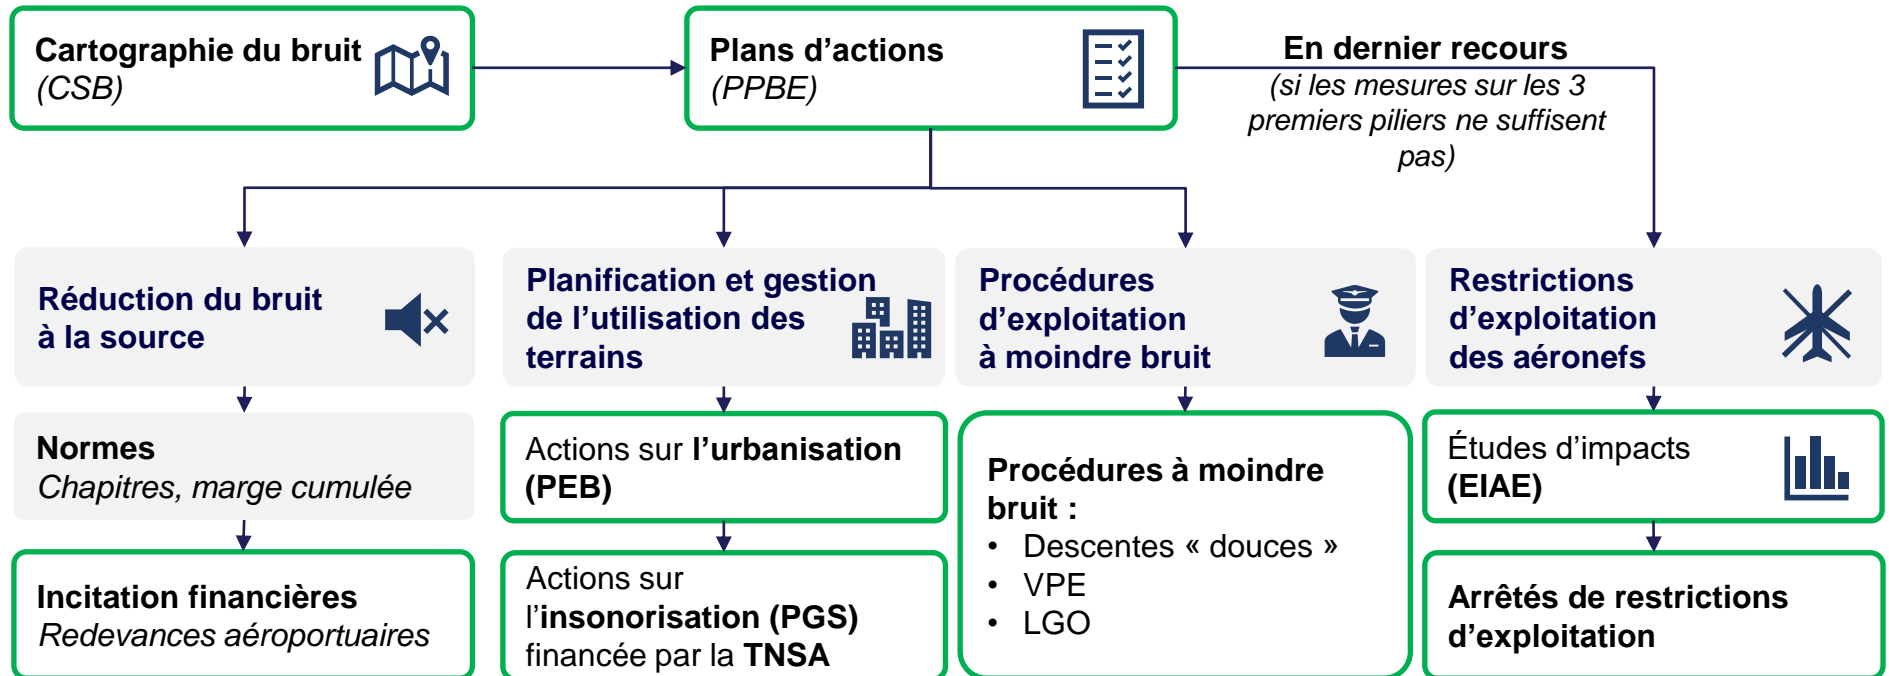 Cartographie du bruit
(CSB)
Plans d’actions
(PPBE)
En dernier recours
(si les mesures sur les 3
premiers piliers ne suffisent
pas)
Réduction du bruit
à la source
Planification et gestion
de l’utilisation des
terrains
Procédures
d’exploitation
à moindre bruit
Restrictions
d’exploitation
des aéronefs
Normes
Chapitres, marge cumulée
Actions sur l’urbanisation
(PEB)
Procédures à moindre
bruit :
• Descentes « douces »
• VPE
• LGO
Études d’impacts
(EIAE)
Incitation financières
Redevances aéroportuaires
Actions sur
l’insonorisation (PGS)
financée par la TNSA
Arrêtés de restrictions
d’exploitation